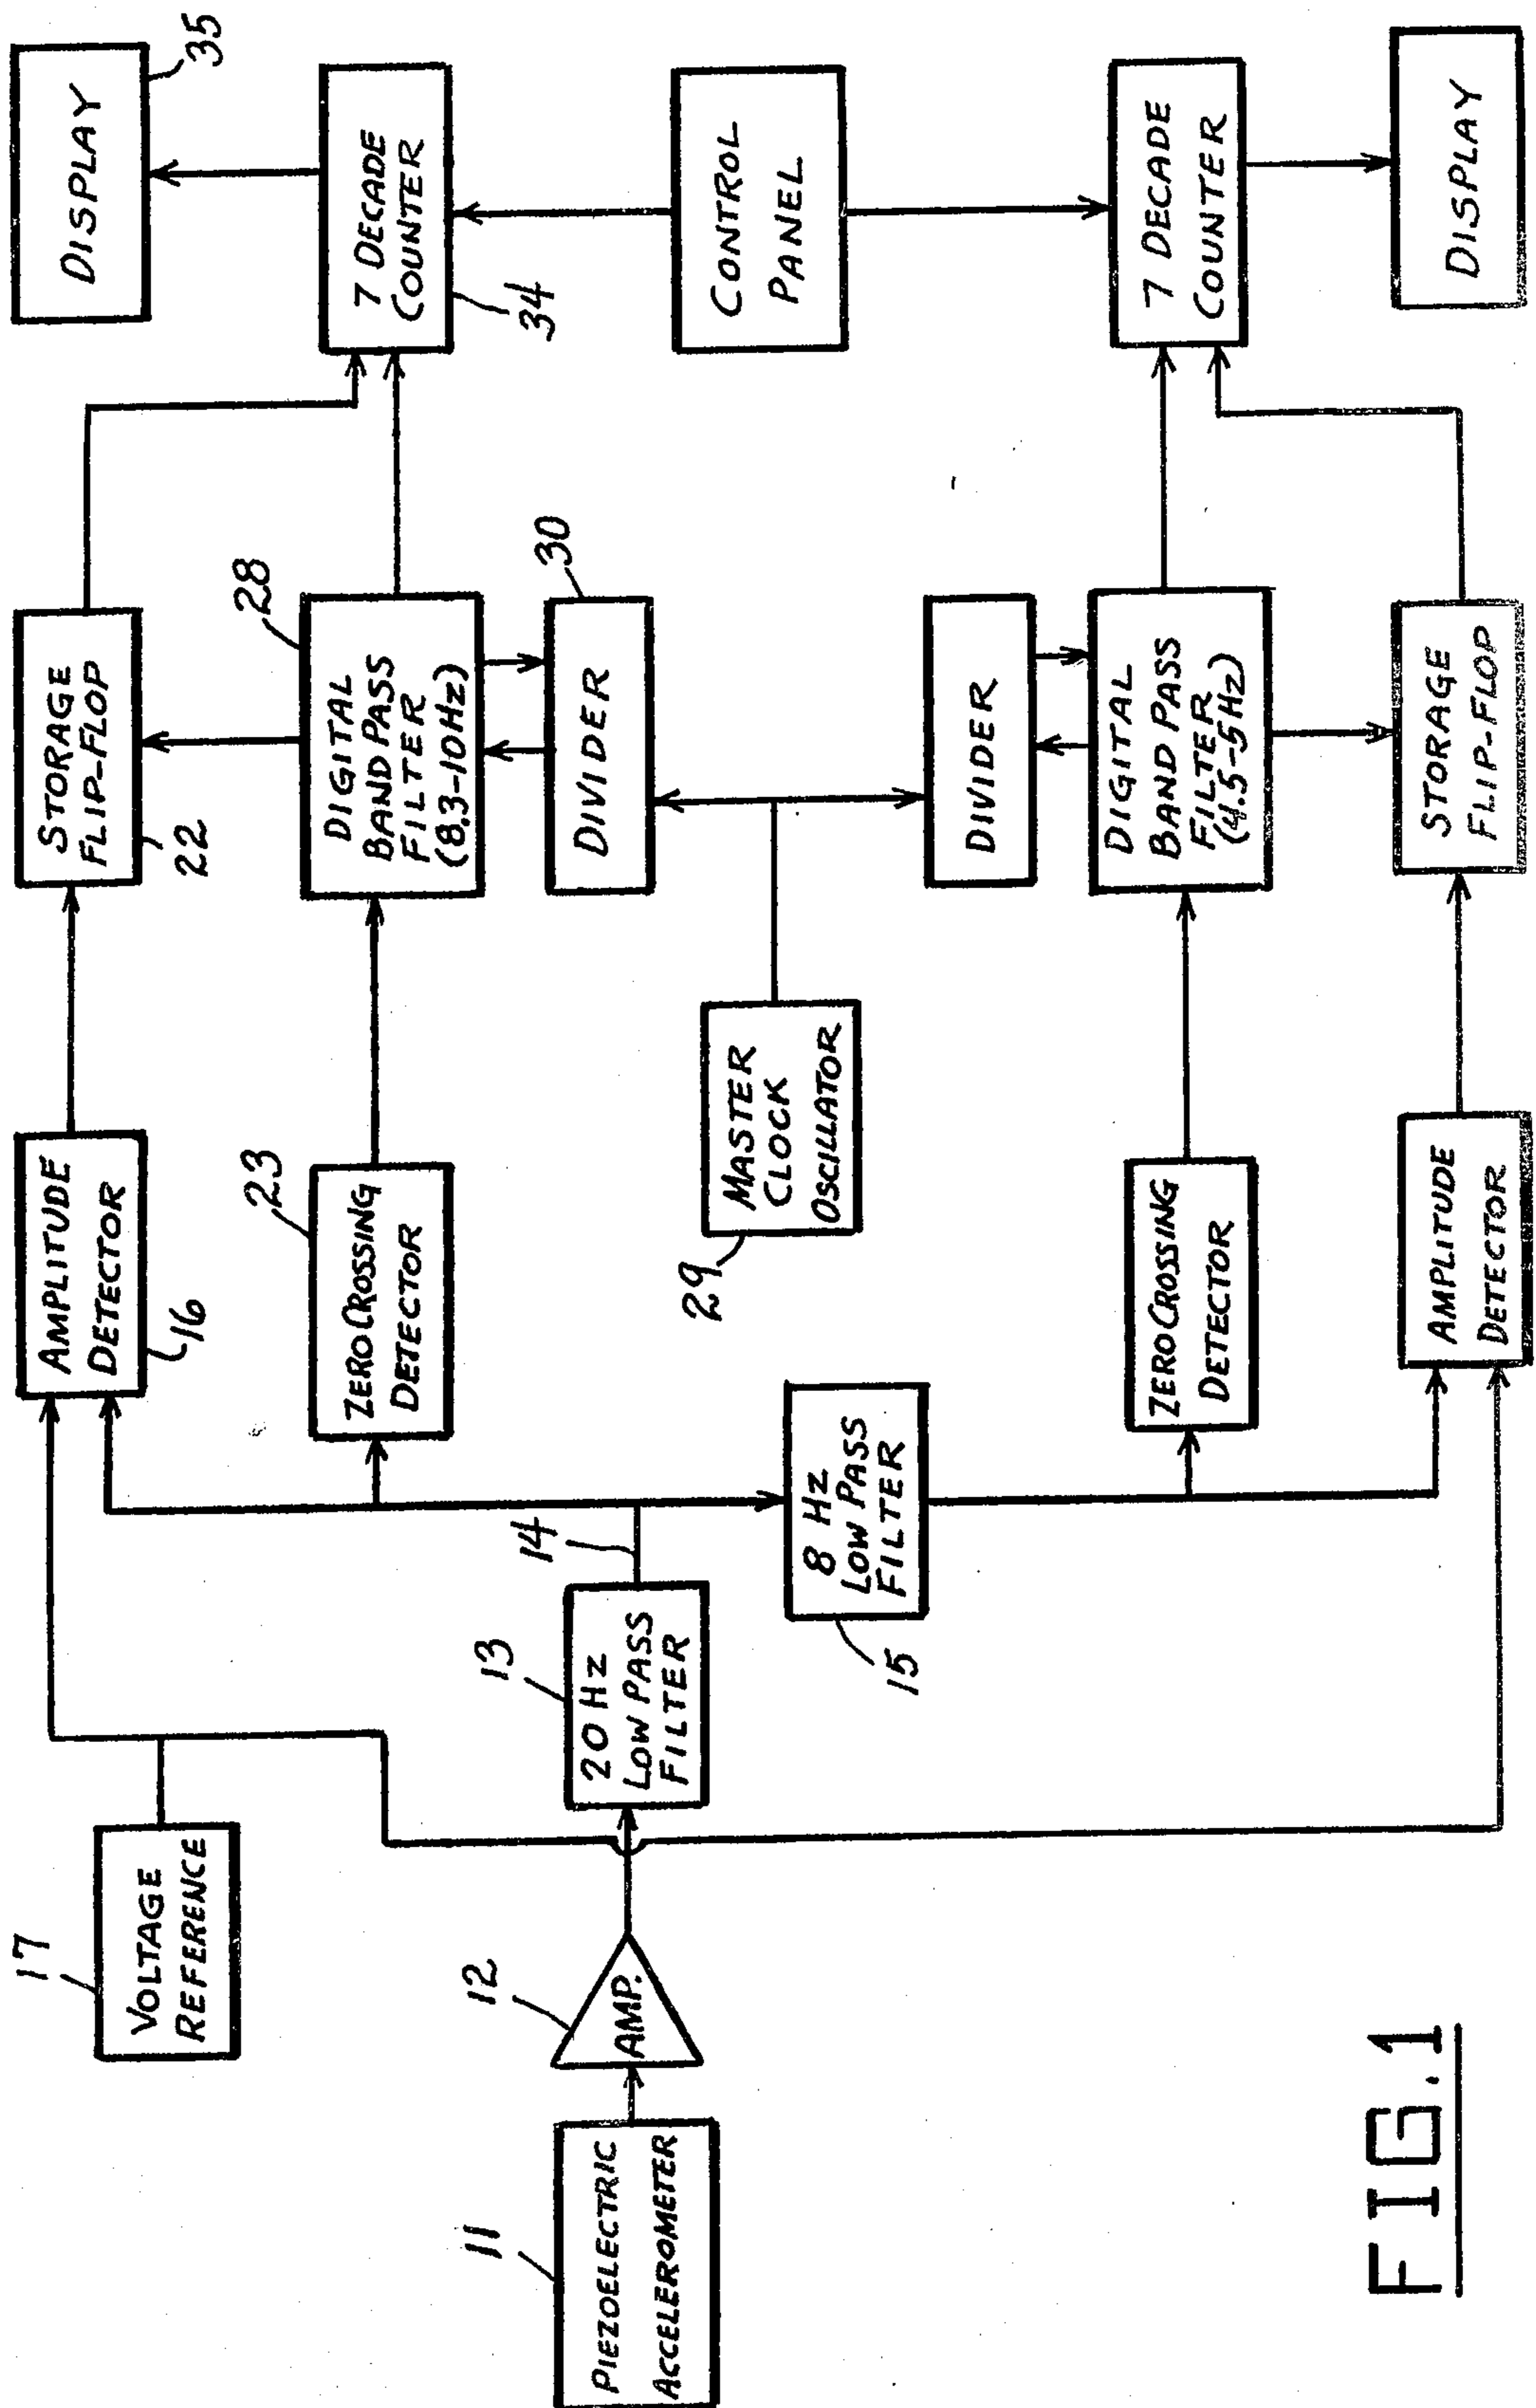 17
VOLTAGE
REFERENCE
11
PIEZOELECTRIC
ACCELEROMETER
12
AMP.
13
20 Hz
LOW PASS
FILTER
14
15
8 Hz
LOW PASS
FILTER
AMPLITUDE
DETECTOR
16
23
ZERO CROSSING
DETECTOR
MASTER
CLOCK
OSCILLATOR
29
ZERO CROSSING
DETECTOR
AMPLITUDE
DETECTOR
STORAGE
FLIP-FLOP
22
28
DIGITAL
BAND PASS
FILTER
(8.3-10Hz)
30
DIVIDER
DIVIDER
DIGITAL
BAND PASS
FILTER
(4.5-5Hz)
STORAGE
FLIP-FLOP
DISPLAY
35
7 DECADE
COUNTER
34
CONTROL
PANEL
7 DECADE
COUNTER
DISPLAY
FIG. 1